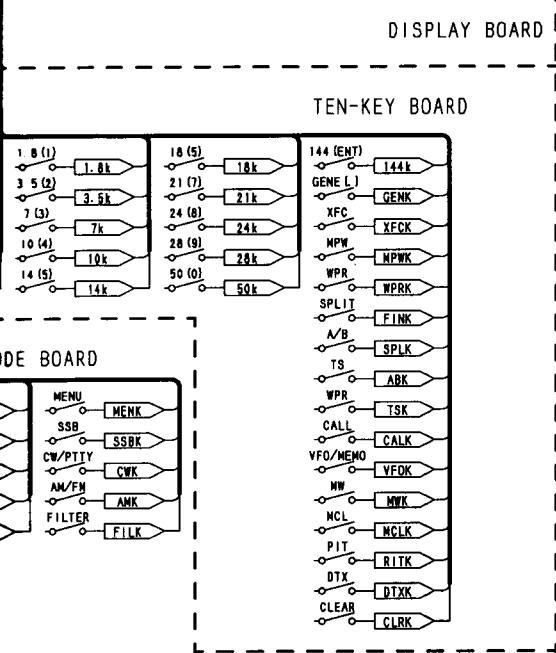 DISPLAY BOARD
TEN-KEY BOARD
1.8(1) 1.8k
3.5(2) 3.5k
7(3) 7k
10(4) 10k
14(5) 14k
18(5) 18k
21(7) 21k
24(8) 24k
28(9) 28k
50(0) 50k
144(ENT) 144k
GENE(.) GENK
XFC XFCK
MPW MPWK
WPR WPRK
SPLIT FINK
A/B SPLK
TS ABK
WPR TSK
CALL CALK
VFO/MEMO VFOK
MW MWK
MCL MCLK
PIT RITK
DTX DTXK
CLEAR CLRK
ODE BOARD
MENU MENK
SSB SSBK
CW/PTTY CWK
AM/FM AMK
FILTER FILK